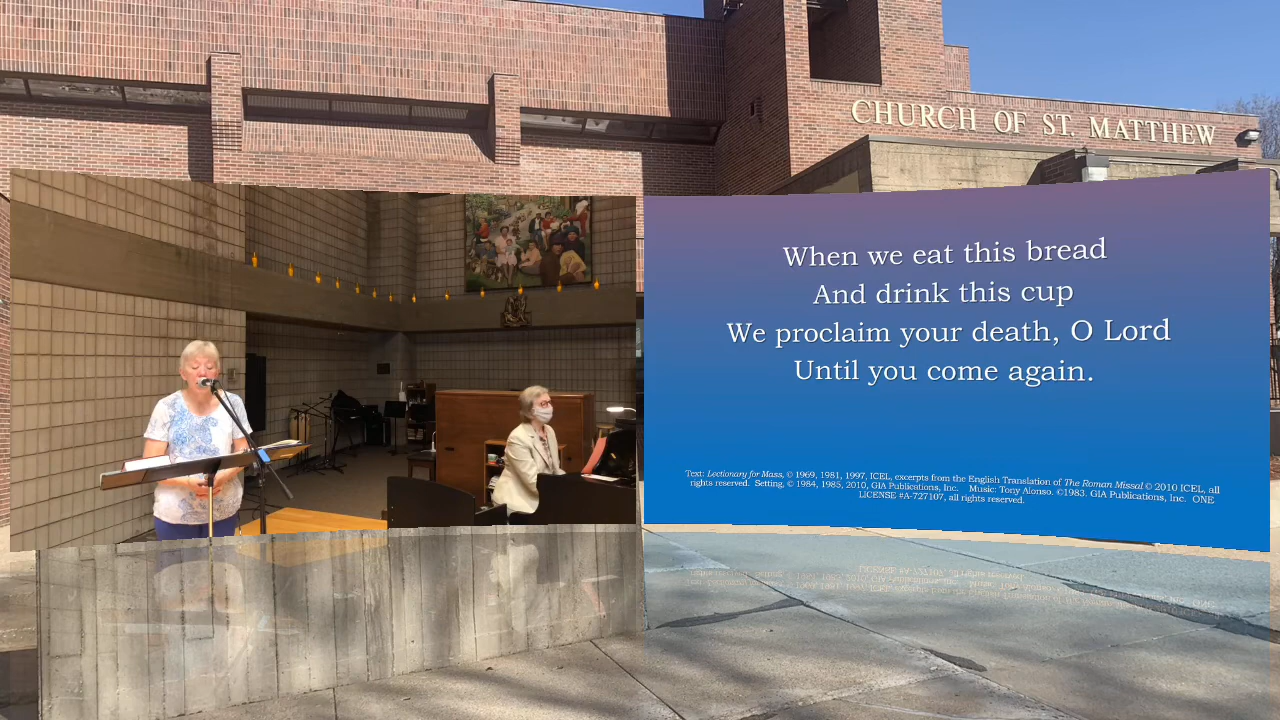 CHURCH OF ST. MATTHEW
When we eat this bread
And drink this cup
We proclaim your death, O Lord
Until you come again.
Text: Lectionary for Mass, © 1969, 1981, 1997, ICEL, excerpts from the English Translation of The Roman Missal © 2010 ICEL, all
rights reserved. Setting, © 1984, 1985, 2010, GIA Publications, Inc. Music: Tony Alonso. ©1983. GIA Publications, Inc. ONE
LICENSE #A-727107, all rights reserved.